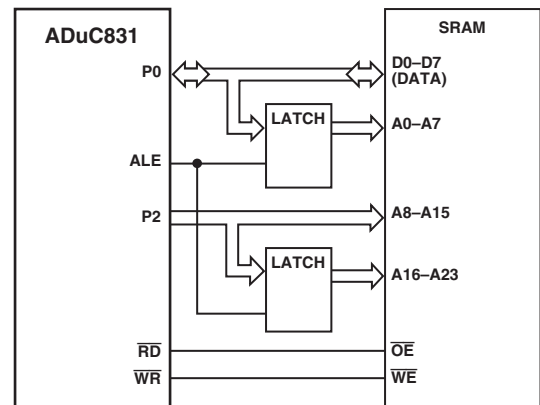 ADuC831
SRAM
P0
D0–D7
(DATA)
LATCH
A0–A7
ALE
P2
A8–A15
LATCH
A16–A23
RD
OE
WR
WE